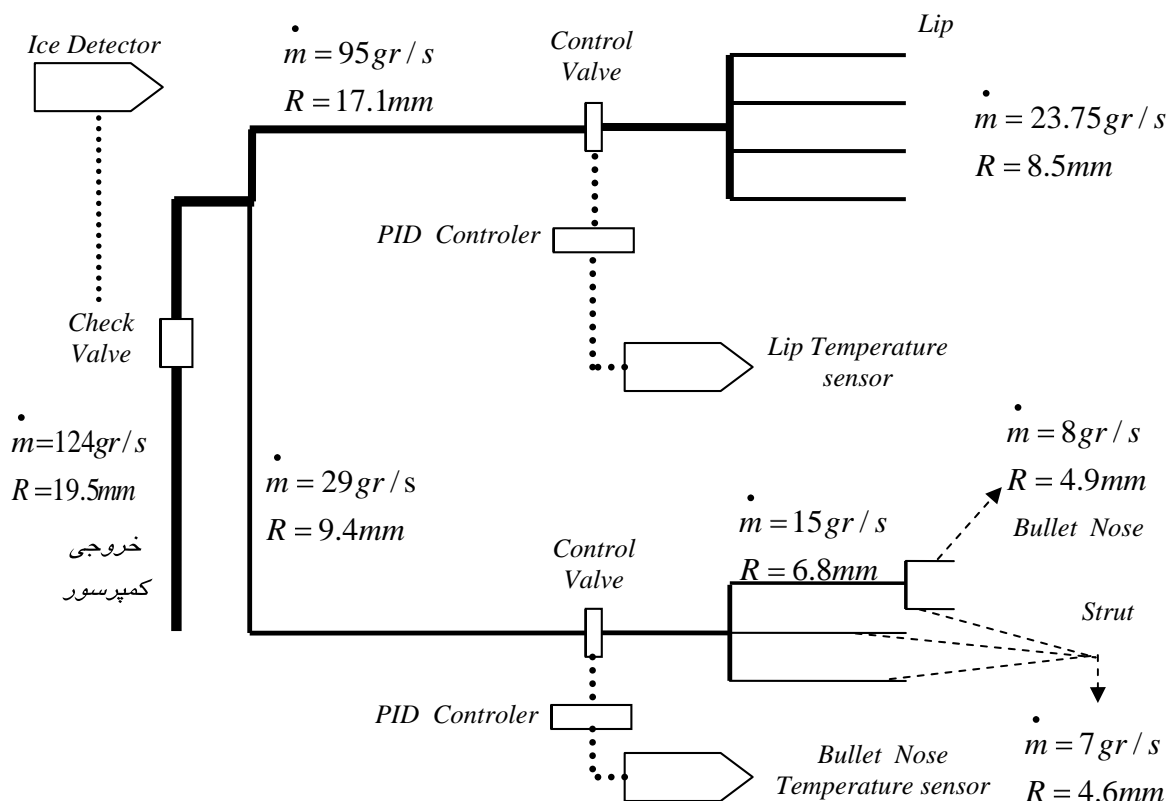 Ice Detector
ṁ = 95gr / s
R = 17.1mm
Control
Valve
Lip
ṁ = 23.75gr / s
R = 8.5mm
PID Controler
Check
Valve
Lip Temperature
sensor
ṁ=124gr/s
R=19.5mm
خروجی
کمپرسور
ṁ = 29gr / s
R = 9.4mm
Control
Valve
ṁ = 15gr / s
R = 6.8mm
ṁ = 8gr / s
R = 4.9mm
Bullet Nose
Strut
PID Controler
Bullet Nose
Temperature sensor
ṁ = 7gr / s
R = 4.6mm